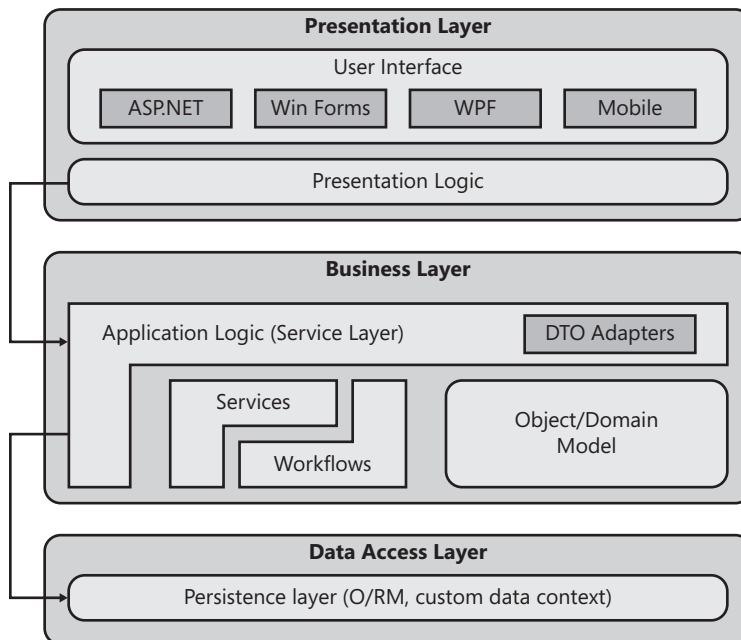 Presentation Layer
User Interface
ASP.NET
Win Forms
WPF
Mobile
Presentation Logic
Business Layer
Application Logic (Service Layer)
DTO Adapters
Services
Workflows
Object/Domain
Model
Data Access Layer
Persistence layer (O/RM, custom data context)